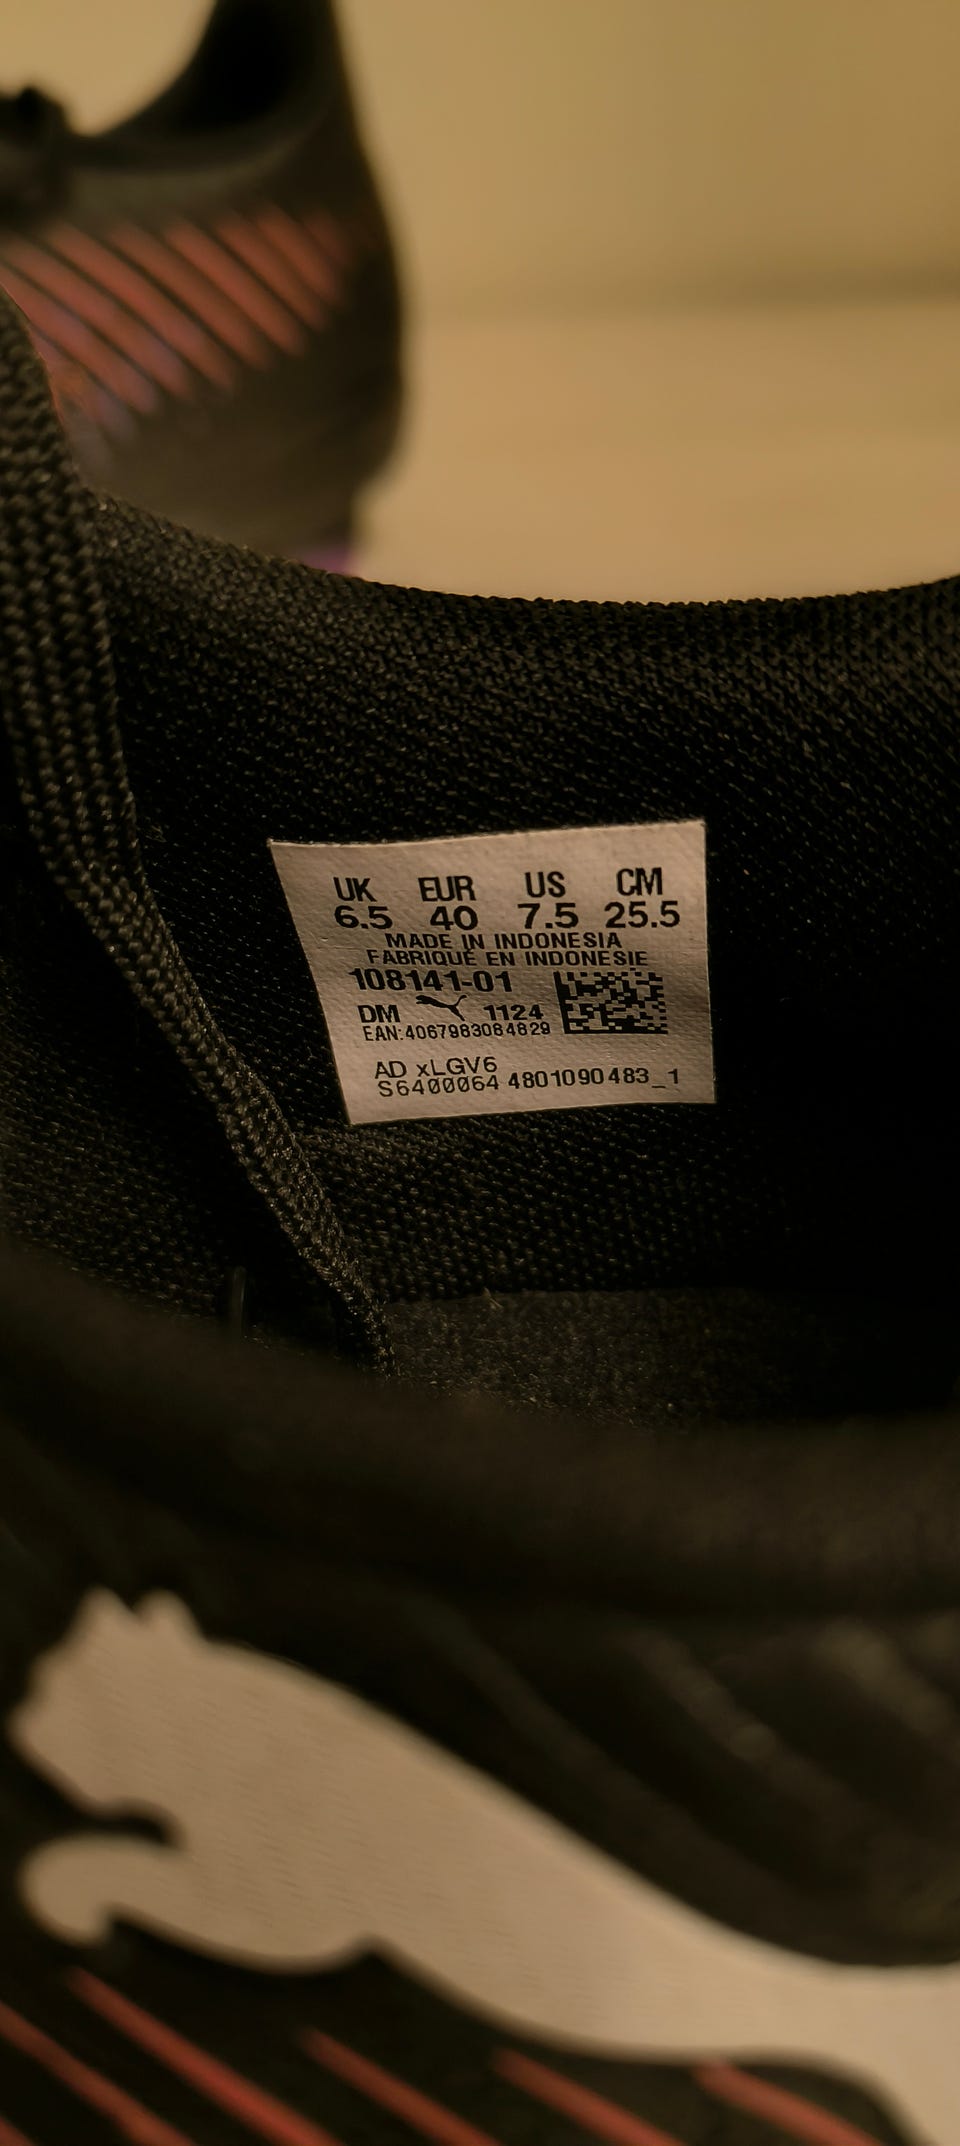 UK EUR US CM
6.5 40 7.5 25.5
MADE IN INDONESIA
FABRIQUÉ EN INDONESIE
108141-01
DM 1124
EAN:4067983084829
AD xLGV6
S6400064 4801090483_1